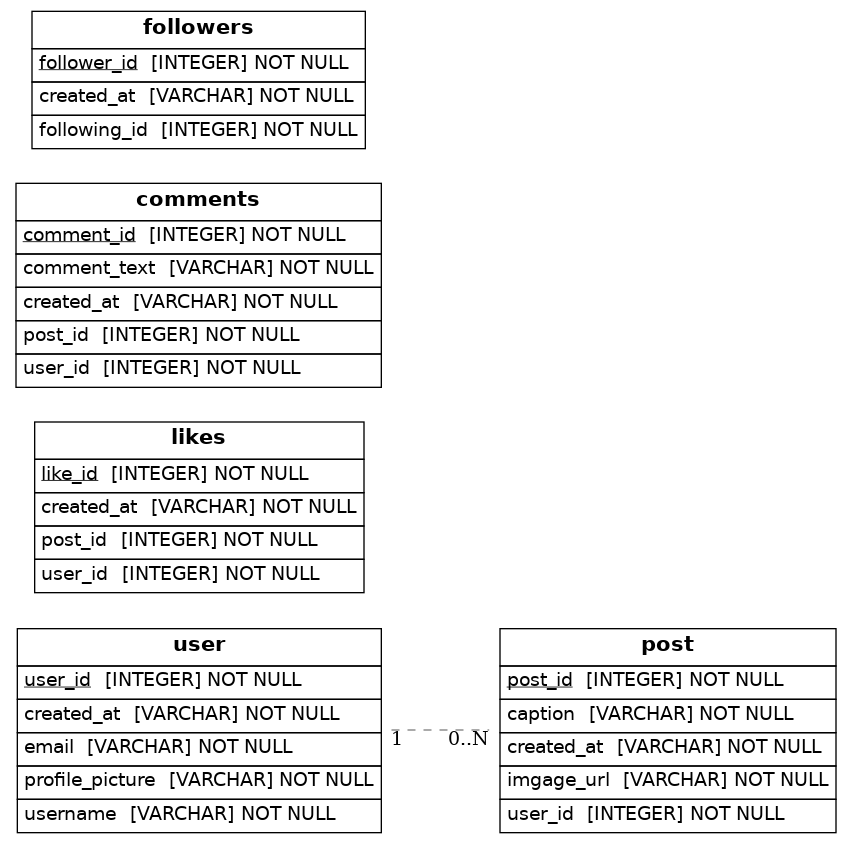 followers
follower_id [INTEGER] NOT NULL
created_at [VARCHAR] NOT NULL
following_id [INTEGER] NOT NULL
comments
comment_id [INTEGER] NOT NULL
comment_text [VARCHAR] NOT NULL
created_at [VARCHAR] NOT NULL
post_id [INTEGER] NOT NULL
user_id [INTEGER] NOT NULL
likes
like_id [INTEGER] NOT NULL
created_at [VARCHAR] NOT NULL
post_id [INTEGER] NOT NULL
user_id [INTEGER] NOT NULL
user
user_id [INTEGER] NOT NULL
created_at [VARCHAR] NOT NULL
email [VARCHAR] NOT NULL
profile_picture [VARCHAR] NOT NULL
username [VARCHAR] NOT NULL
1 0..N
post
post_id [INTEGER] NOT NULL
caption [VARCHAR] NOT NULL
created_at [VARCHAR] NOT NULL
imgage_url [VARCHAR] NOT NULL
user_id [INTEGER] NOT NULL